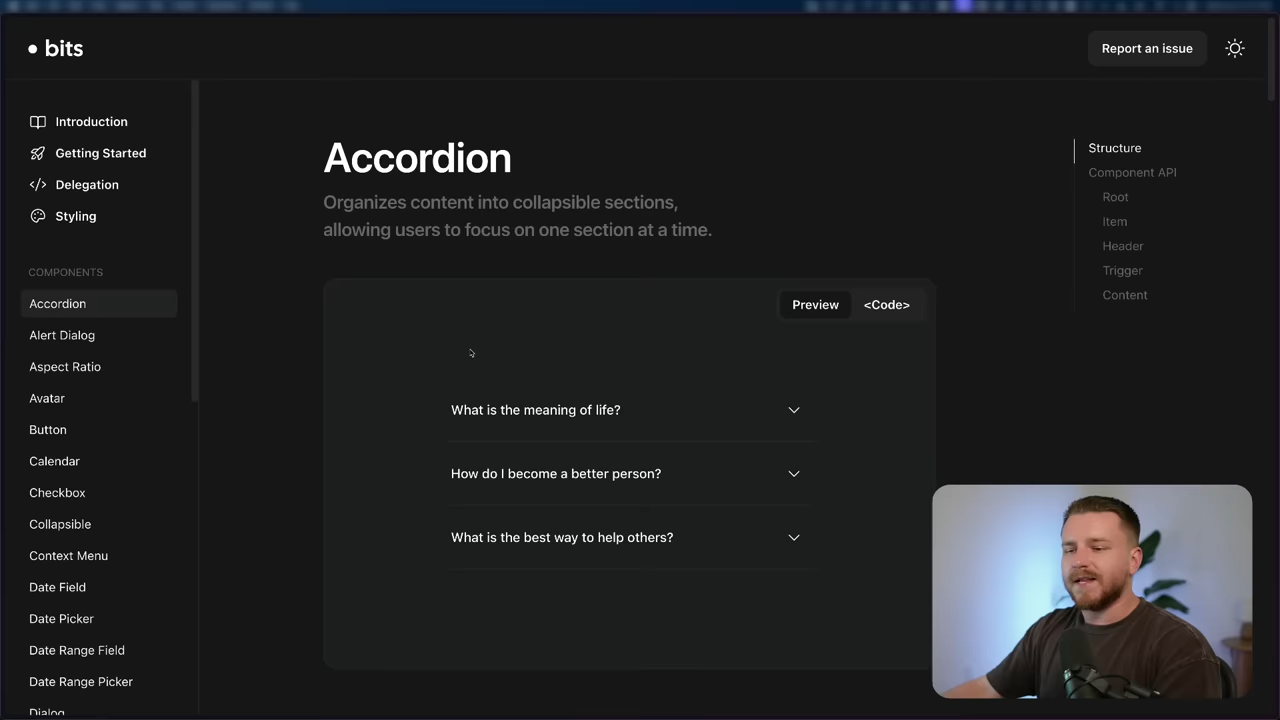 bits
Report an issue
Introduction
Getting Started
Delegation
Styling
COMPONENTS
Accordion
Alert Dialog
Aspect Ratio
Avatar
Button
Calendar
Checkbox
Collapsible
Context Menu
Date Field
Date Picker
Date Range Field
Date Range Picker
Dialog
Accordion
Organizes content into collapsible sections,
allowing users to focus on one section at a time.
Preview
<Code>
What is the meaning of life?
How do I become a better person?
What is the best way to help others?
Structure
Component API
Root
Item
Header
Trigger
Content